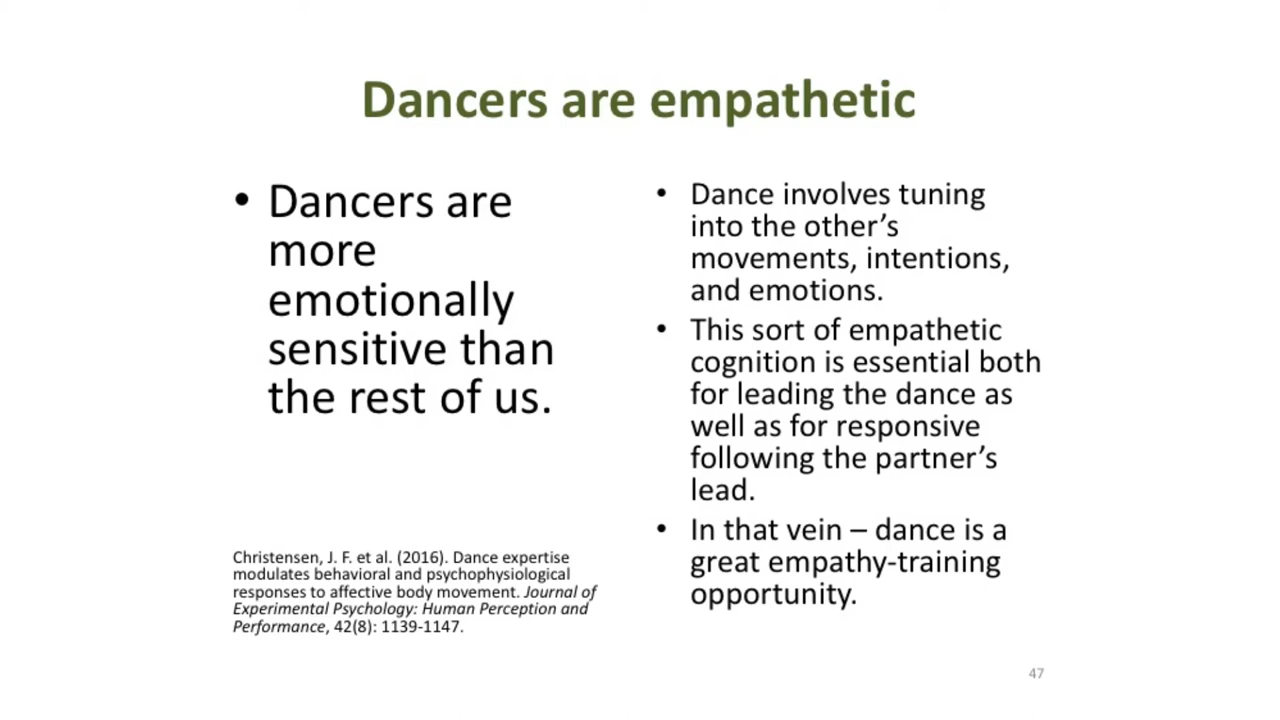 Dancers are empathetic
• Dancers are
more
emotionally
sensitive than
the rest of us.
Christensen, J. F. et al. (2016). Dance expertise
modulates behavioral and psychophysiological
responses to affective body movement. Journal of
Experimental Psychology: Human Perception and
Performance, 42(8): 1139-1147.
• Dance involves tuning
into the other’s
movements, intentions,
and emotions.
• This sort of empathetic
cognition is essential both
for leading the dance as
well as for responsive
following the partner’s
lead.
• In that vein – dance is a
great empathy-training
opportunity.
47